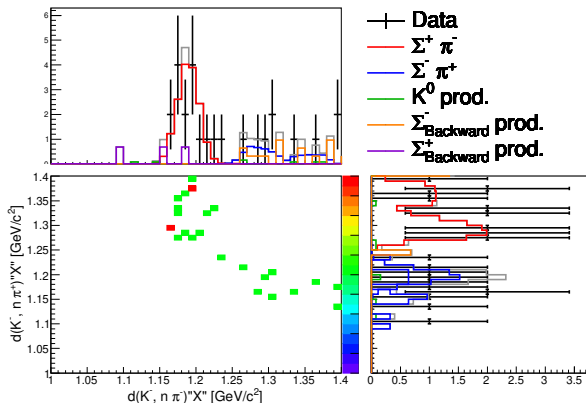 6
5
4
3
2
1
0
Data
Σ⁺ π⁻
Σ⁻ π⁺
K⁰ prod.
Σ⁻Backward prod.
Σ⁺Backward prod.
d(K⁻, n π⁺)"X" [GeV/c²]
1.4
1.35
1.3
1.25
1.2
1.15
1.1
1.05
1
1 1.05 1.1 1.15 1.2 1.25 1.3 1.35 1.4
d(K⁻, n π⁻)"X" [GeV/c²]
0 0.5 1 1.5 2 2.5 3 3.5